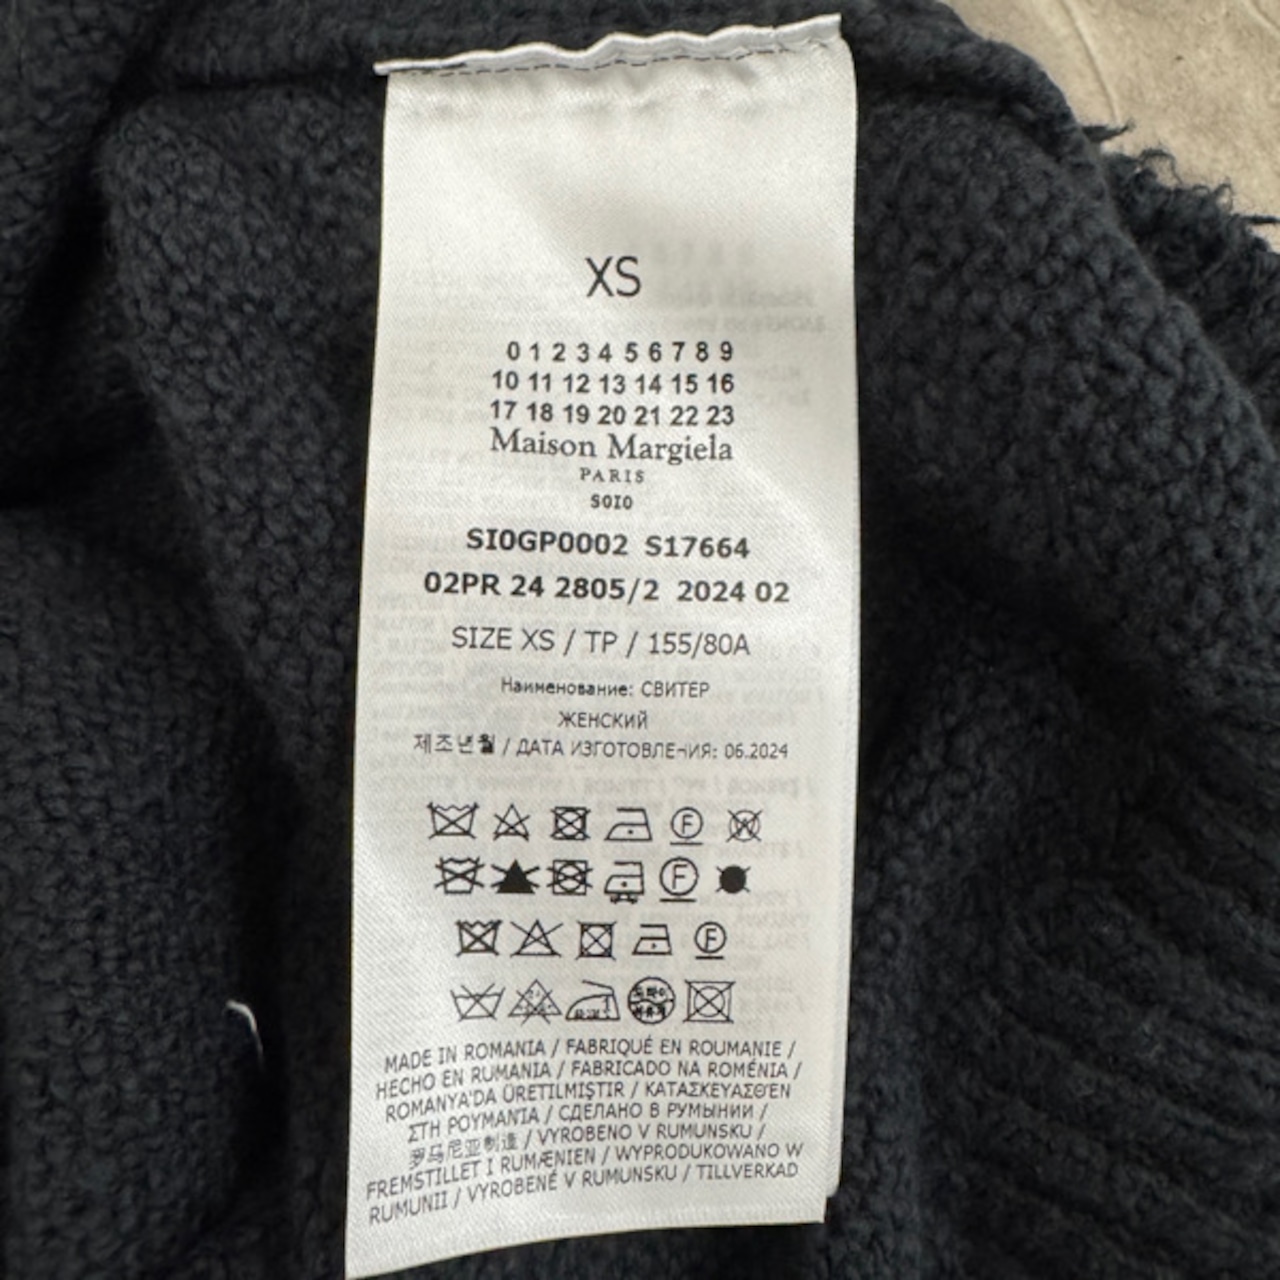 XS
0 1 2 3 4 5 6 7 8 9
10 11 12 13 14 15 16
17 18 19 20 21 22 23
Maison Margiela
PARIS
S0I0
SI0GP0002 S17664
02PR 24 2805/2 2024 02
SIZE XS / TP / 155/80A
Наименование: СВИТЕР
ЖЕНСКИЙ
제조년월 / ДАТА ИЗГОТОВЛЕНИЯ: 06.2024
F W
F
F
MADE IN ROMANIA / FABRIQUÉ EN ROUMANIE /
HECHO EN RUMANIA / FABRICADO NA ROMÉNIA /
ROMANYA'DA ÜRETILMIŞTIR / ΚΑΤΑΣΚΕΥΑΣΘΈΝ
ΣΤΗ ΡΟΥΜΑΝΊΑ / СДЕЛАНО В РУМЫНИИ /
罗马尼亚制造 / VYROBENO V RUMUNSKU /
FREMSTILLET I RUMÆNIEN / WYPRODUKOWANO W
RUMUNII / VYROBENÉ V RUMUNSKU / TILLVERKAD